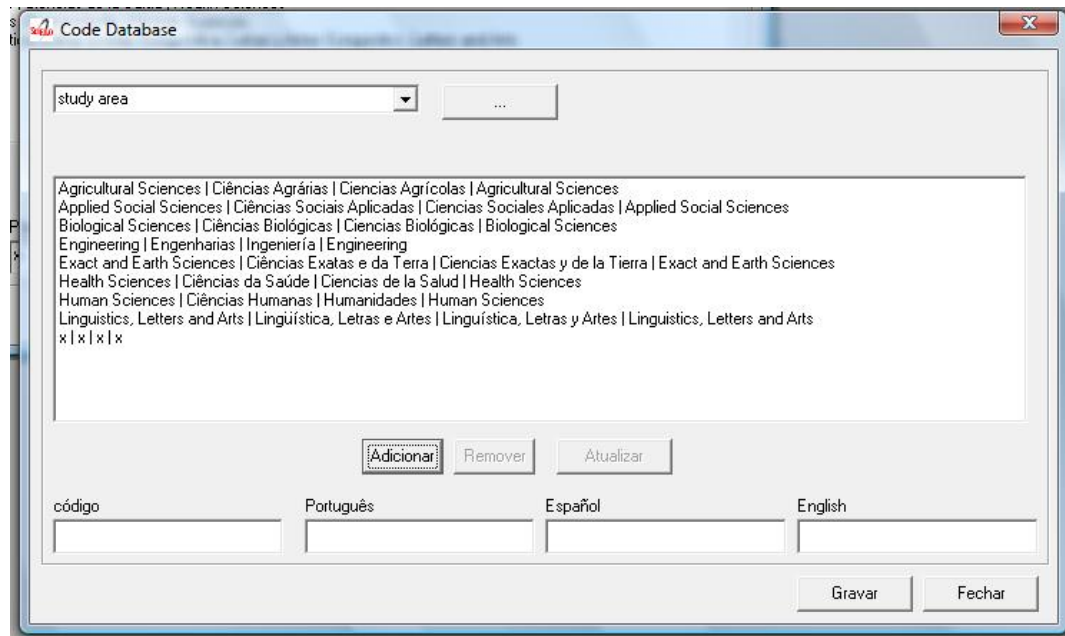 Code Database
study area
...
Agricultural Sciences | Ciências Agrárias | Ciencias Agrícolas | Agricultural Sciences
Applied Social Sciences | Ciências Sociais Aplicadas | Ciencias Sociales Aplicadas | Applied Social Sciences
Biological Sciences | Ciências Biológicas | Ciencias Biológicas | Biological Sciences
Engineering | Engenharias | Ingeniería | Engineering
Exact and Earth Sciences | Ciências Exatas e da Terra | Ciencias Exactas y de la Tierra | Exact and Earth Sciences
Health Sciences | Ciências da Saúde | Ciencias de la Salud | Health Sciences
Human Sciences | Ciências Humanas | Humanidades | Human Sciences
Linguistics, Letters and Arts | Lingüística, Letras e Artes | Linguística, Letras y Artes | Linguistics, Letters and Arts
x | x | x | x
Adicionar Remover Atualizar
código Português Español English
Gravar Fechar